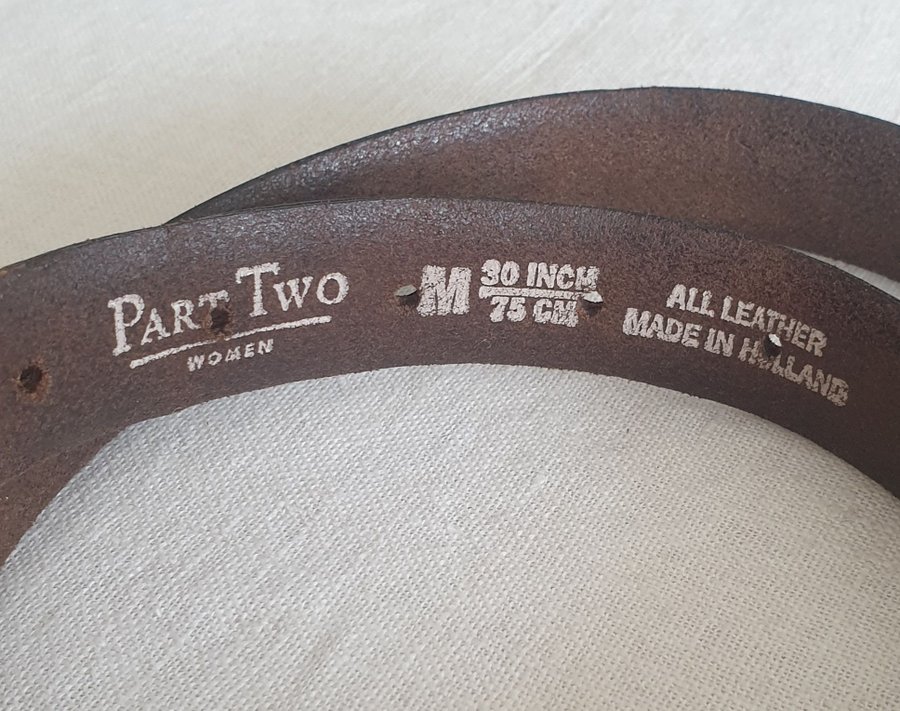 PART TWO
WOMEN
M
30 INCH
75 CM
ALL LEATHER
MADE IN HOLLAND